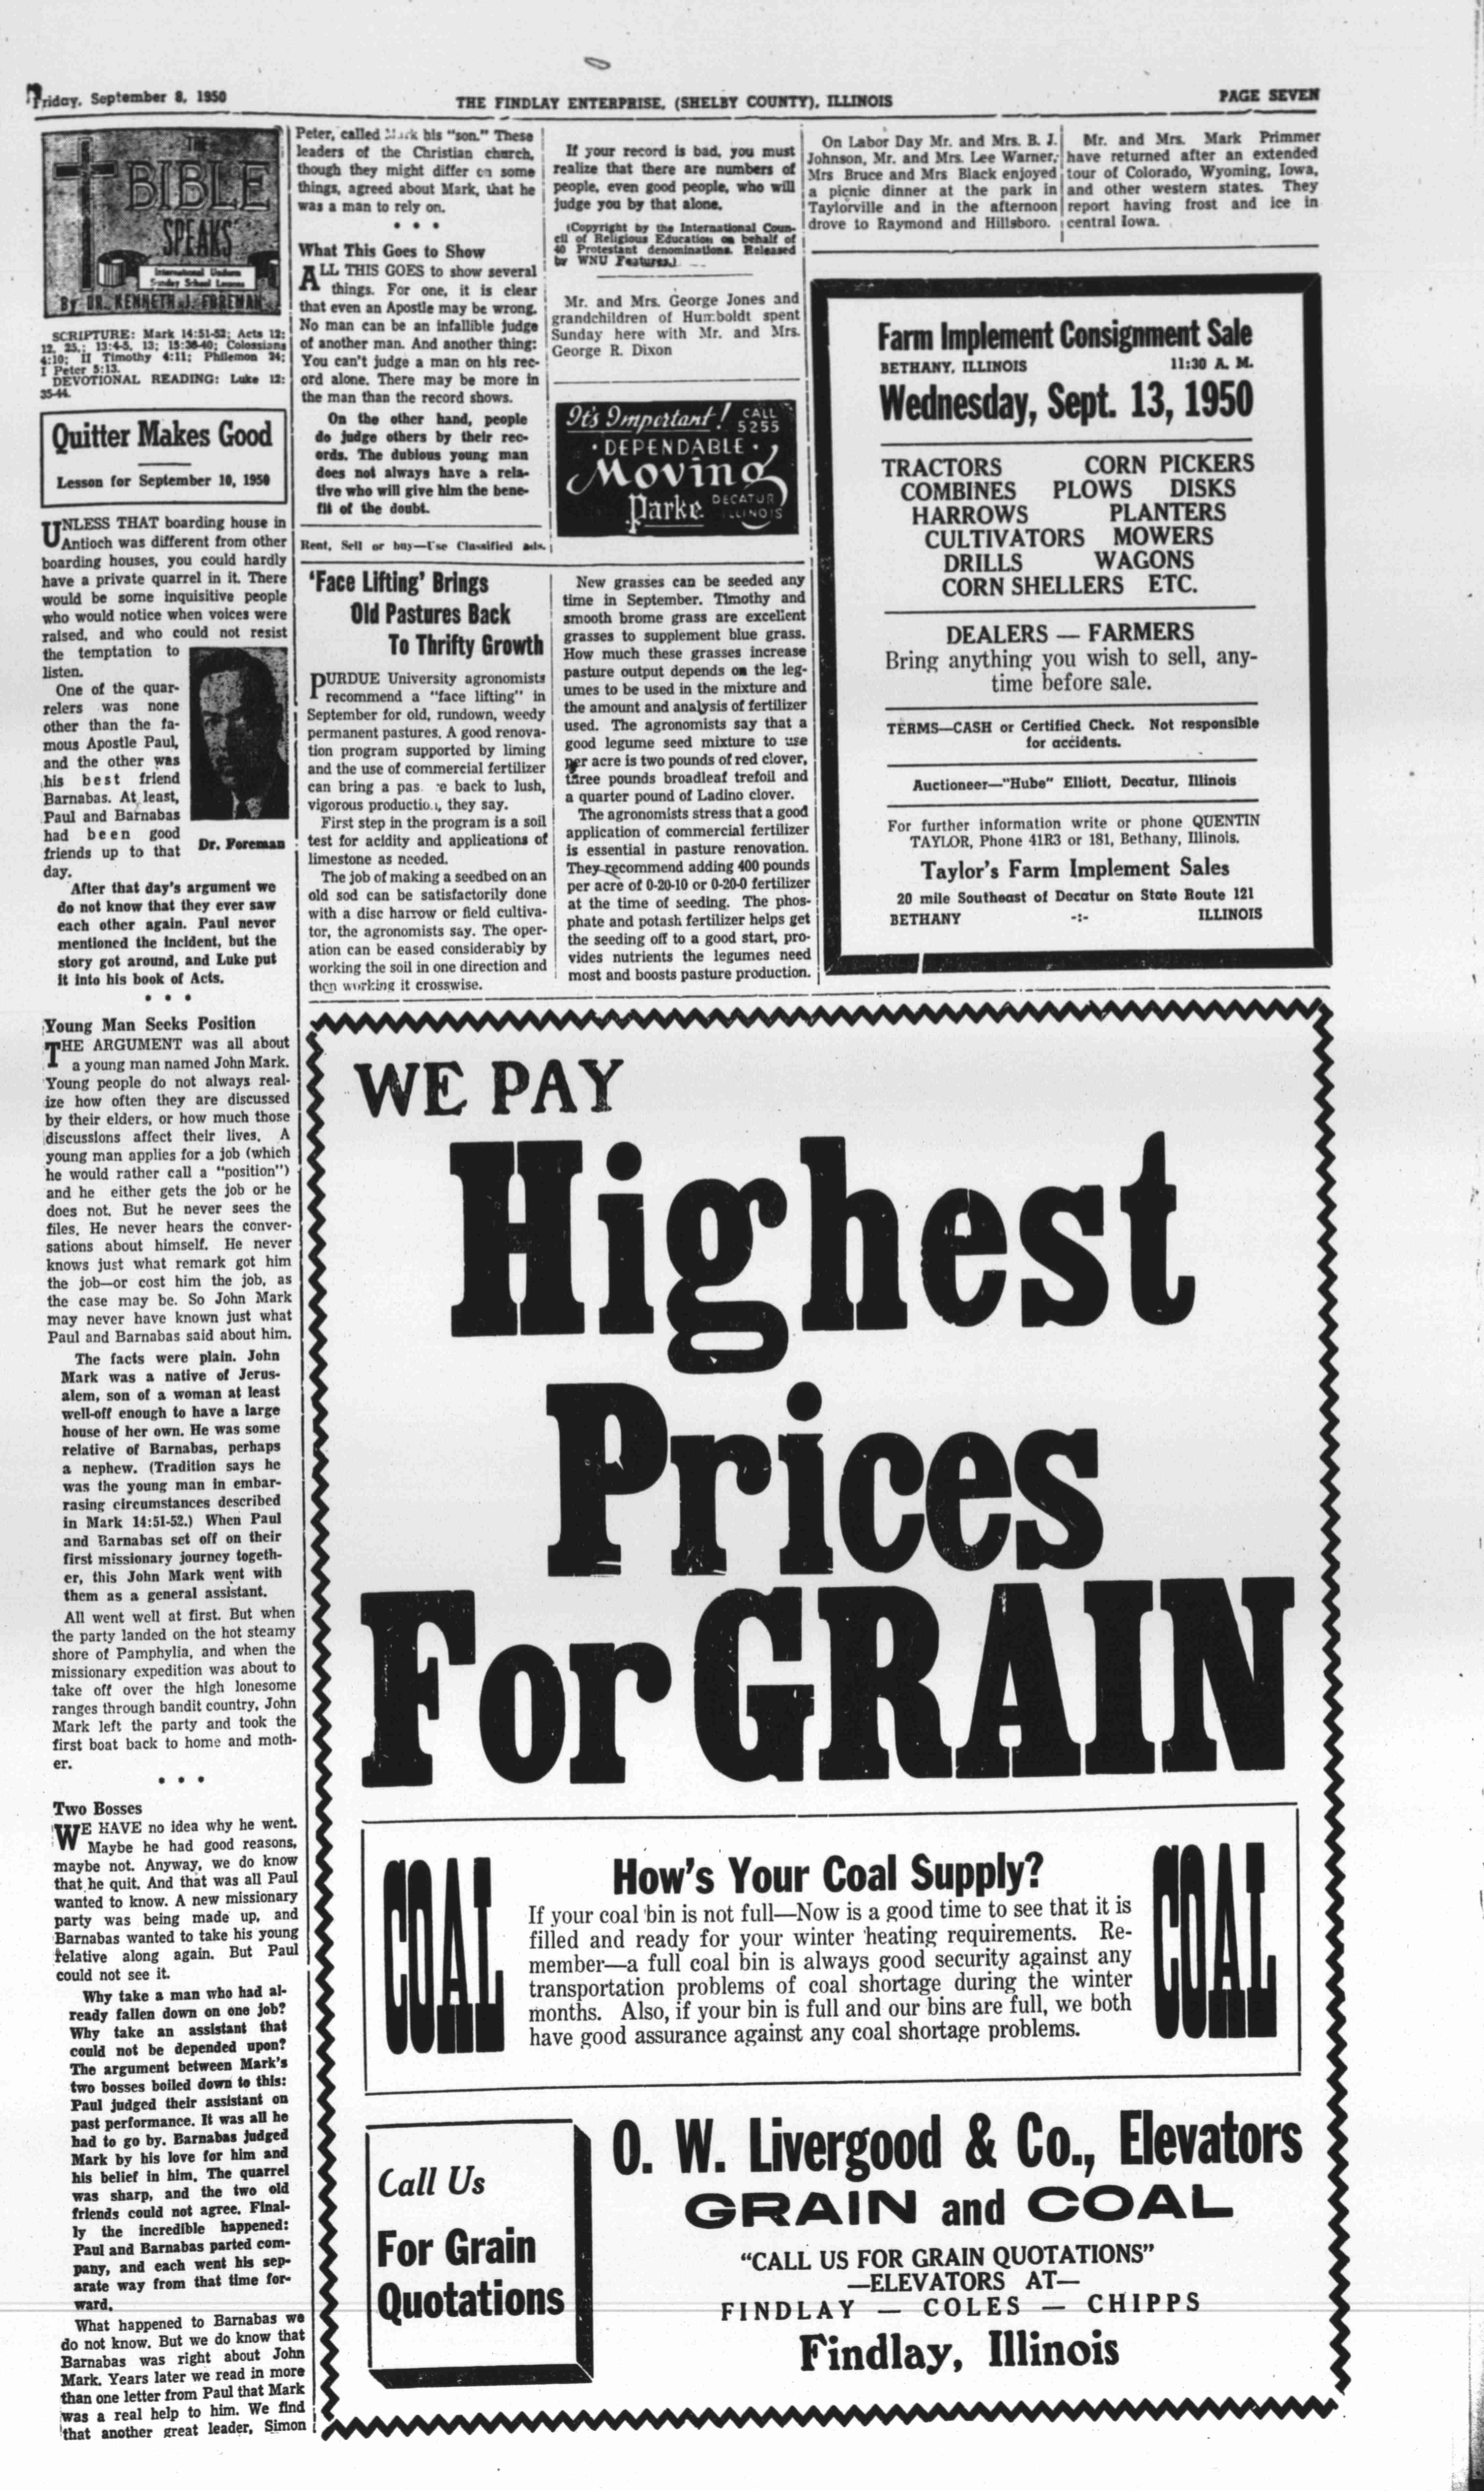 Friday, September 8, 1950
THE FINDLAY ENTERPRISE, (SHELBY COUNTY), ILLINOIS
PAGE SEVEN
THE
BIBLE
SPEAKS
International Uniform
Sunday School Lessons
By DR. KENNETH J. FOREMAN
SCRIPTURE: Mark 14:51-52; Acts 12:
12, 25,; 13:4-5, 13; 15:36-40; Colossians
4:10; II Timothy 4:11; Philemon 24;
I Peter 5:13.
DEVOTIONAL READING: Luke 12:
35-44.
Quitter Makes Good
Lesson for September 10, 1950
UNLESS THAT boarding house in
Antioch was different from other
boarding houses, you could hardly
have a private quarrel in it. There
would be some inquisitive people
who would notice when voices were
raised, and who could not resist
the temptation to
listen.
One of the quar-
relers was none
other than the fa-
mous Apostle Paul,
and the other was
his best friend
Barnabas. At least,
Paul and Barnabas
had been good
friends up to that
day.
Dr. Foreman
After that day's argument we
do not know that they ever saw
each other again. Paul never
mentioned the incident, but the
story got around, and Luke put
it into his book of Acts.
• • •
Young Man Seeks Position
THE ARGUMENT was all about
a young man named John Mark.
Young people do not always real-
ize how often they are discussed
by their elders, or how much those
discussions affect their lives. A
young man applies for a job (which
he would rather call a "position")
and he either gets the job or he
does not. But he never sees the
files. He never hears the conver-
sations about himself. He never
knows just what remark got him
the job—or cost him the job, as
the case may be. So John Mark
may never have known just what
Paul and Barnabas said about him.
The facts were plain. John
Mark was a native of Jerus-
alem, son of a woman at least
well-off enough to have a large
house of her own. He was some
relative of Barnabas, perhaps
a nephew. (Tradition says he
was the young man in embar-
rasing circumstances described
in Mark 14:51-52.) When Paul
and Barnabas set off on their
first missionary journey togeth-
er, this John Mark went with
them as a general assistant.
All went well at first. But when
the party landed on the hot steamy
shore of Pamphylia, and when the
missionary expedition was about to
take off over the high lonesome
ranges through bandit country, John
Mark left the party and took the
first boat back to home and moth-
er.
• • •
Two Bosses
WE HAVE no idea why he went.
Maybe he had good reasons,
maybe not. Anyway, we do know
that he quit. And that was all Paul
wanted to know. A new missionary
party was being made up, and
Barnabas wanted to take his young
relative along again. But Paul
could not see it.
Why take a man who had al-
ready fallen down on one job?
Why take an assistant that
could not be depended upon?
The argument between Mark's
two bosses boiled down to this:
Paul judged their assistant on
past performance. It was all he
had to go by. Barnabas judged
Mark by his love for him and
his belief in him. The quarrel
was sharp, and the two old
friends could not agree. Final-
ly the incredible happened:
Paul and Barnabas parted com-
pany, and each went his sep-
arate way from that time for-
ward.
What happened to Barnabas we
do not know. But we do know that
Barnabas was right about John
Mark. Years later we read in more
than one letter from Paul that Mark
was a real help to him. We find
that another great leader, Simon
Peter, called Mark his "son." These
leaders of the Christian church,
though they might differ on some
things, agreed about Mark, that he
was a man to rely on.
• • •
What This Goes to Show
ALL THIS GOES to show several
things. For one, it is clear
that even an Apostle may be wrong.
No man can be an infallible judge
of another man. And another thing:
You can't judge a man on his rec-
ord alone. There may be more in
the man than the record shows.
On the other hand, people
do judge others by their rec-
ords. The dubious young man
does not always have a rela-
tive who will give him the bene-
fit of the doubt.
Rent, Sell or buy—Use Classified ads.
If your record is bad, you must
realize that there are numbers of
people, even good people, who will
judge you by that alone.
(Copyright by the International Coun-
cil of Religious Education on behalf of
40 Protestant denominations. Released
by WNU Features.)
Mr. and Mrs. George Jones and
grandchildren of Humboldt spent
Sunday here with Mr. and Mrs.
George R. Dixon
It's Important! CALL
5255
• DEPENDABLE •
Moving
Parke DECATUR
ILLINOIS
On Labor Day Mr. and Mrs. B. J.
Johnson, Mr. and Mrs. Lee Warner,
Mrs Bruce and Mrs Black enjoyed
a picnic dinner at the park in
Taylorville and in the afternoon
drove to Raymond and Hillsboro.
Mr. and Mrs. Mark Primmer
have returned after an extended
tour of Colorado, Wyoming, Iowa,
and other western states. They
report having frost and ice in
central Iowa.
'Face Lifting' Brings
Old Pastures Back
To Thrifty Growth
PURDUE University agronomists
recommend a "face lifting" in
September for old, rundown, weedy
permanent pastures. A good renova-
tion program supported by liming
and the use of commercial fertilizer
can bring a pas e back to lush,
vigorous production, they say.
First step in the program is a soil
test for acidity and applications of
limestone as needed.
The job of making a seedbed on an
old sod can be satisfactorily done
with a disc harrow or field cultiva-
tor, the agronomists say. The oper-
ation can be eased considerably by
working the soil in one direction and
then working it crosswise.
New grasses can be seeded any
time in September. Timothy and
smooth brome grass are excellent
grasses to supplement blue grass.
How much these grasses increase
pasture output depends on the leg-
umes to be used in the mixture and
the amount and analysis of fertilizer
used. The agronomists say that a
good legume seed mixture to use
per acre is two pounds of red clover,
three pounds broadleaf trefoil and
a quarter pound of Ladino clover.
The agronomists stress that a good
application of commercial fertilizer
is essential in pasture renovation.
They recommend adding 400 pounds
per acre of 0-20-10 or 0-20-0 fertilizer
at the time of seeding. The phos-
phate and potash fertilizer helps get
the seeding off to a good start, pro-
vides nutrients the legumes need
most and boosts pasture production.
Farm Implement Consignment Sale
BETHANY, ILLINOIS 11:30 A. M.
Wednesday, Sept. 13, 1950
TRACTORS CORN PICKERS
COMBINES PLOWS DISKS
HARROWS PLANTERS
CULTIVATORS MOWERS
DRILLS WAGONS
CORN SHELLERS ETC.
DEALERS — FARMERS
Bring anything you wish to sell, any-
time before sale.
TERMS—CASH or Certified Check. Not responsible
for accidents.
Auctioneer—"Hube" Elliott, Decatur, Illinois
For further information write or phone QUENTIN
TAYLOR, Phone 41R3 or 181, Bethany, Illinois.
Taylor's Farm Implement Sales
20 mile Southeast of Decatur on State Route 121
BETHANY -:- ILLINOIS
WE PAY
Highest
Prices
For GRAIN
COAL
How's Your Coal Supply?
If your coal bin is not full—Now is a good time to see that it is
filled and ready for your winter heating requirements. Re-
member—a full coal bin is always good security against any
transportation problems of coal shortage during the winter
months. Also, if your bin is full and our bins are full, we both
have good assurance against any coal shortage problems.
COAL
Call Us
For Grain
Quotations
O. W. Livergood & Co., Elevators
GRAIN and COAL
"CALL US FOR GRAIN QUOTATIONS"
—ELEVATORS AT—
FINDLAY — COLES — CHIPPS
Findlay, Illinois